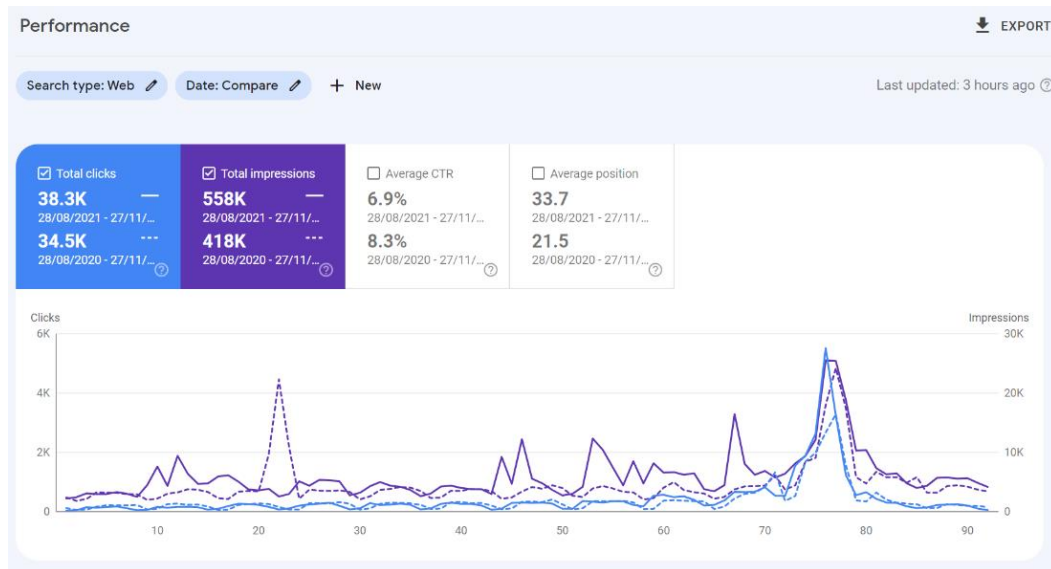 Performance
EXPORT
Search type: Web
Date: Compare
+ New
Last updated: 3 hours ago
Total clicks
38.3K
28/08/2021 - 27/11/...
34.5K
28/08/2020 - 27/11/...
Total impressions
558K
28/08/2021 - 27/11/...
418K
28/08/2020 - 27/11/...
Average CTR
6.9%
28/08/2021 - 27/11/...
8.3%
28/08/2020 - 27/11/...
Average position
33.7
28/08/2021 - 27/11/...
21.5
28/08/2020 - 27/11/...
Clicks
Impressions
6K
30K
4K
20K
2K
10K
0
0
10 20 30 40 50 60 70 80 90